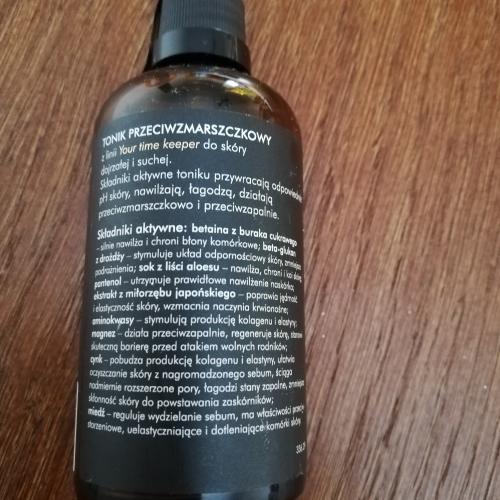 TONIK PRZECIWZMARSZCZKOWY
z linii Your time keeper do skóry
dojrzałej i suchej.
Składniki aktywne toniku przywracają odpowiednie
pH skóry, nawilżają, łagodzą, działają
przeciwzmarszczkowo i przeciwzapalnie.
Składniki aktywne: betaina z buraka cukrowego
– silnie nawilża i chroni błony komórkowe; beta-glukan
z drożdży – stymuluje układ odpornościowy skóry, zmniejsza
podrażnienia; sok z liści aloesu – nawilża, chroni i koi skórę;
pantenol – utrzymuje prawidłowe nawilżenie naskórka,
ekstrakt z miłorzębu japońskiego – poprawia jędrność
i elastyczność skóry, wzmacnia naczynia krwionośne;
aminokwasy – stymulują produkcję kolagenu i elastyny;
magnez – działa przeciwzapalnie, regeneruje skórę, stanowi
skuteczną barierę przed atakiem wolnych rodników;
cynk – pobudza produkcję kolagenu i elastyny, ułatwia
oczyszczanie skóry z nagromadzonego sebum, ściąga
nadmiernie rozszerzone pory, łagodzi stany zapalne, zmniejsza
skłonność skóry do powstawania zaskórników;
miedź – reguluje wydzielanie sebum, ma właściwości
starzeniowe, uelastyczniające i dotleniające komórki skóry